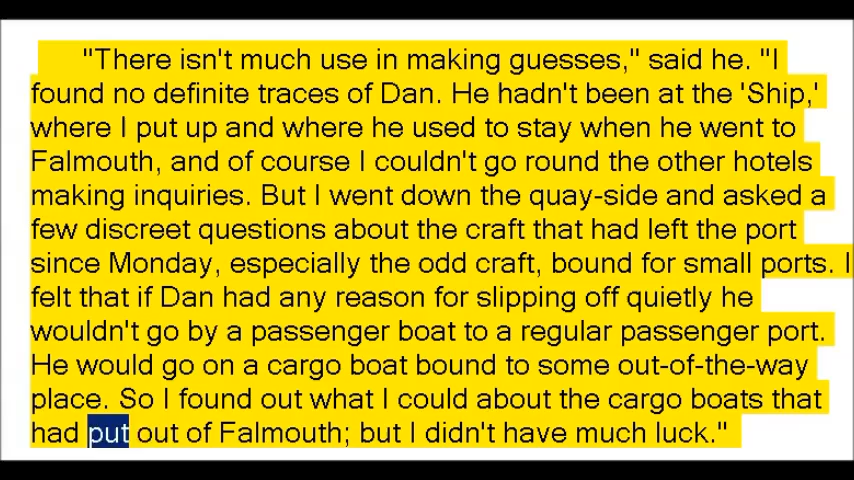 "There isn't much use in making guesses," said he. "I
found no definite traces of Dan. He hadn't been at the 'Ship,'
where I put up and where he used to stay when he went to
Falmouth, and of course I couldn't go round the other hotels
making inquiries. But I went down the quay-side and asked a
few discreet questions about the craft that had left the port
since Monday, especially the odd craft, bound for small ports. I
felt that if Dan had any reason for slipping off quietly he
wouldn't go by a passenger boat to a regular passenger port.
He would go on a cargo boat bound to some out-of-the-way
place. So I found out what I could about the cargo boats that
had put out of Falmouth; but I didn't have much luck."